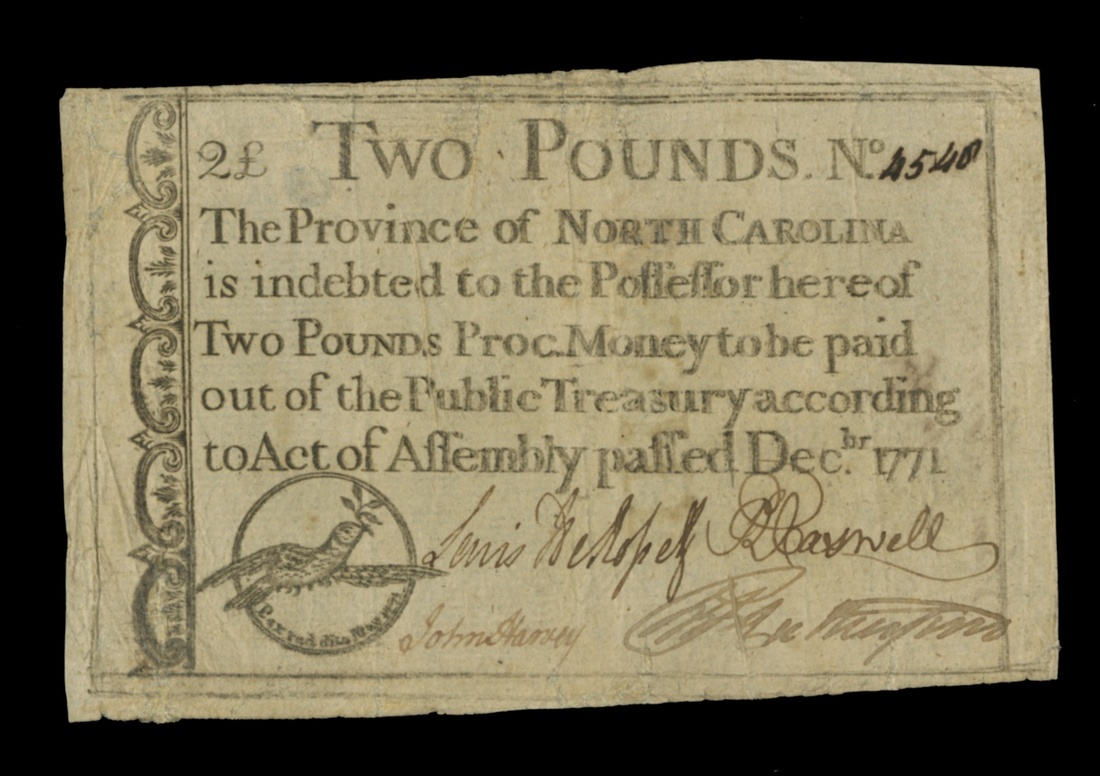 2£ TWO POUNDS. No. 4548
The Province of NORTH CAROLINA
is indebted to the Poſſeſſor hereof
TWO POUNDS Proc. Money to be paid
out of the Public Treasury according
to Act of Aſſembly paſſed Dec.br 1771
Lewis
John Harvey